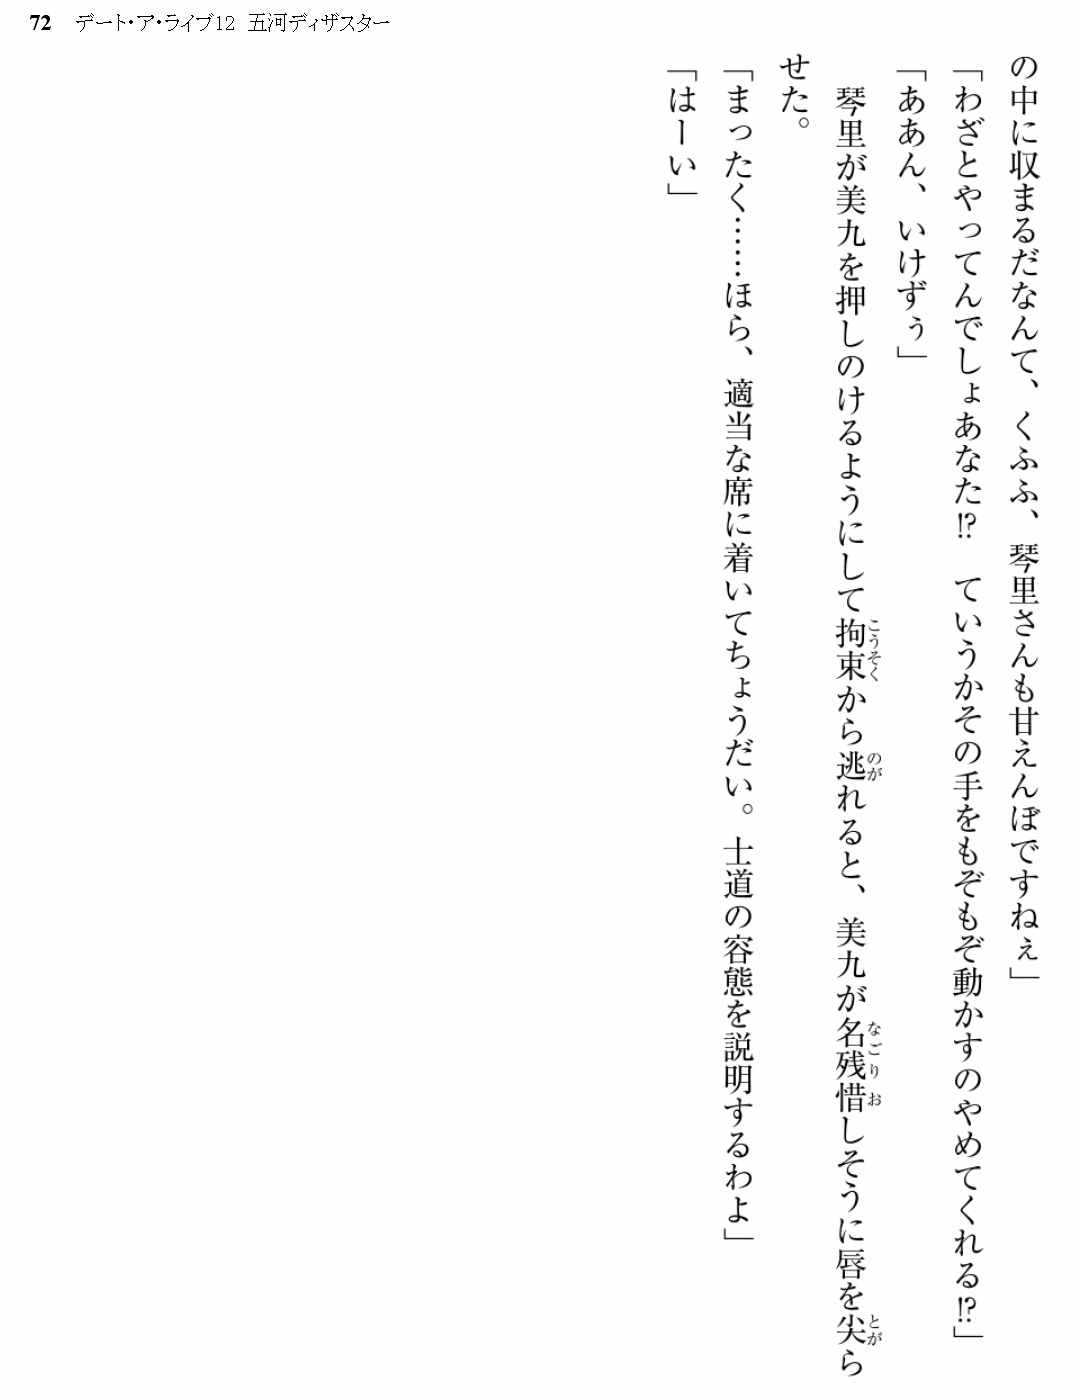 72 デート・ア・ライブ12 五河ディザスター
の中に収まるだなんて、くふふ、琴里さんも甘えんぼですねぇ」
「わざとやってんでしょあなた!? ていうかその手をもぞもぞ動かすのやめてくれる!?」
「ああん、いけずぅ」
　琴里が美九を押しのけるようにして拘束から逃れると、美九が名残惜しそうに唇を尖ら
せた。
「まったく……ほら、適当な席に着いてちょうだい。士道の容態を説明するわよ」
「はーい」